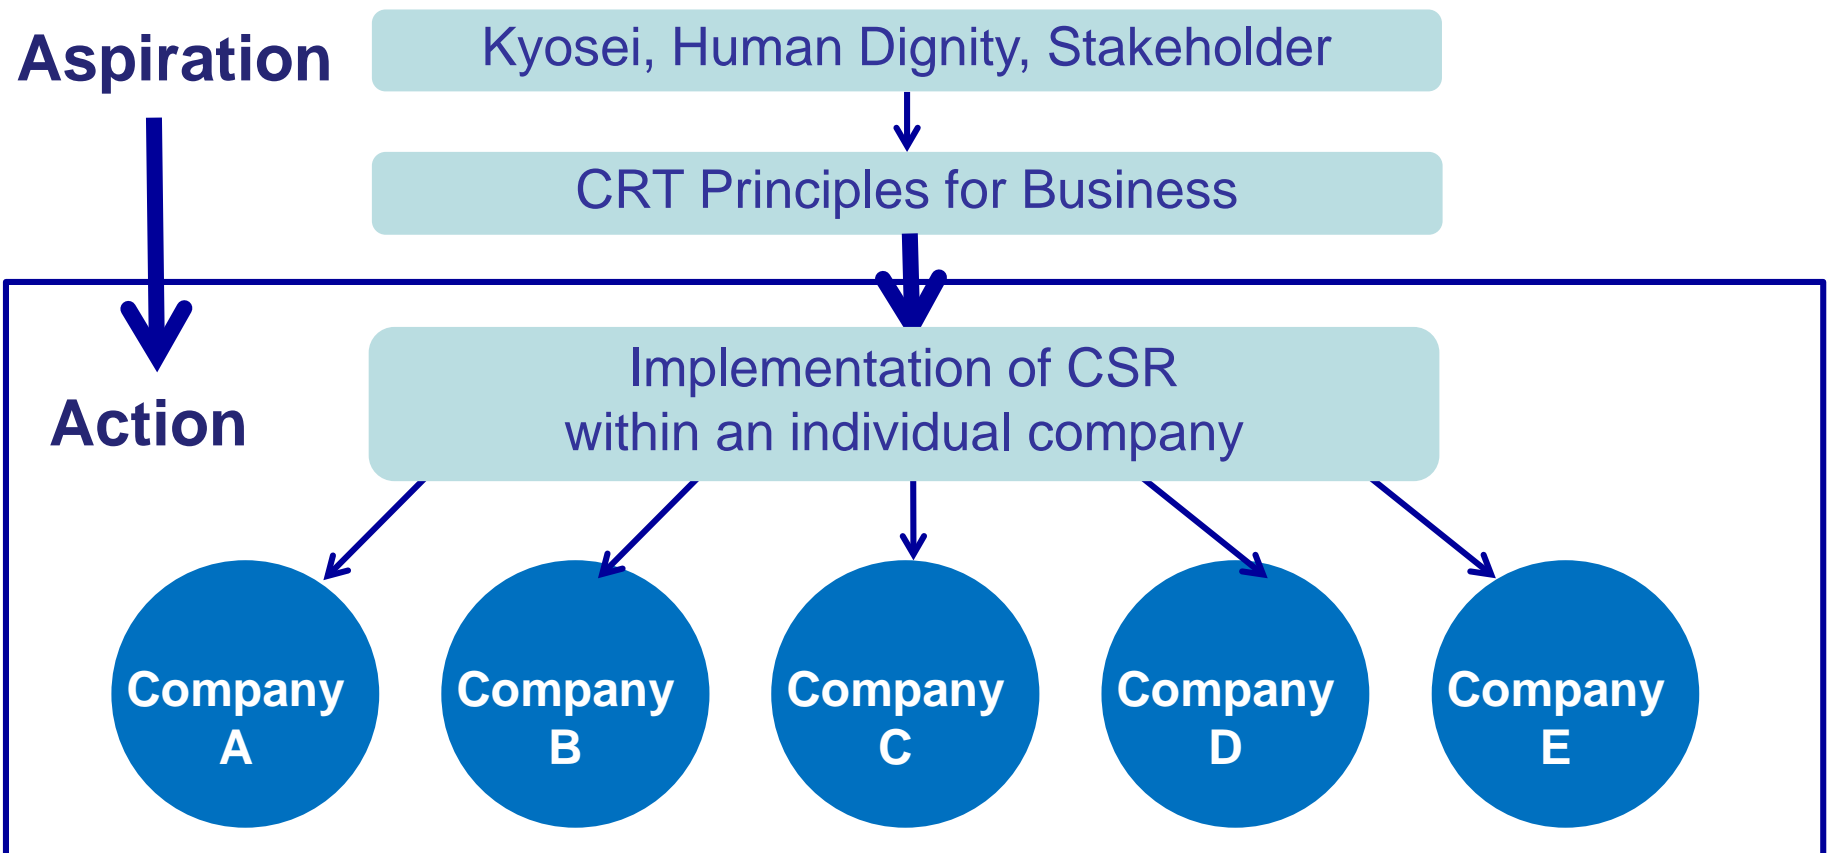 Aspiration
Kyosei, Human Dignity, Stakeholder
CRT Principles for Business
Action
Implementation of CSR
within an individual company
Company
A
Company
B
Company
C
Company
D
Company
E